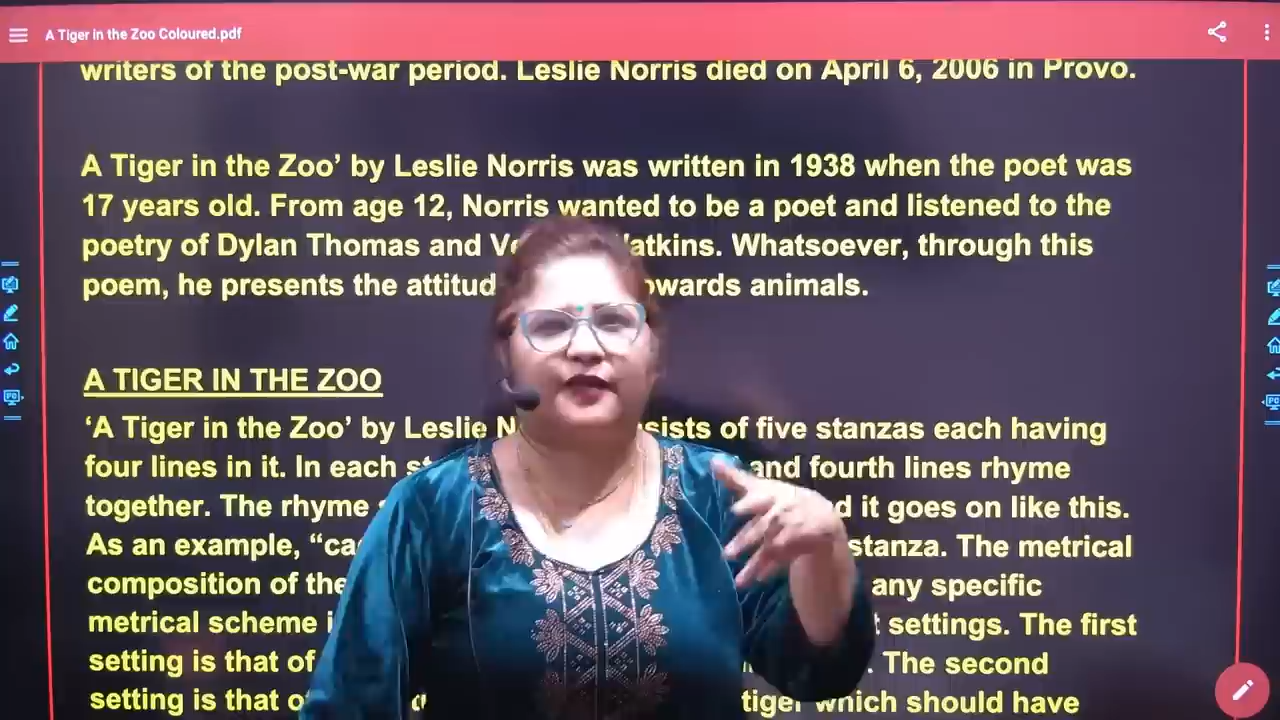 A Tiger in the Zoo Coloured.pdf
writers of the post-war period. Leslie Norris died on April 6, 2006 in Provo.
A Tiger in the Zoo’ by Leslie Norris was written in 1938 when the poet was
17 years old. From age 12, Norris wanted to be a poet and listened to the
poetry of Dylan Thomas and Watkins. Whatsoever, through this
poem, he presents the towards animals.
A TIGER IN THE ZOO
‘A Tiger in the Zoo’ by Leslie of five stanzas each having
four lines in it. In each and fourth lines rhyme
together. The rhyme it goes on like this.
As an example, stanza. The metrical
composition of the any specific
metrical scheme settings. The first
setting is that of . The second
setting is that tiger which should have